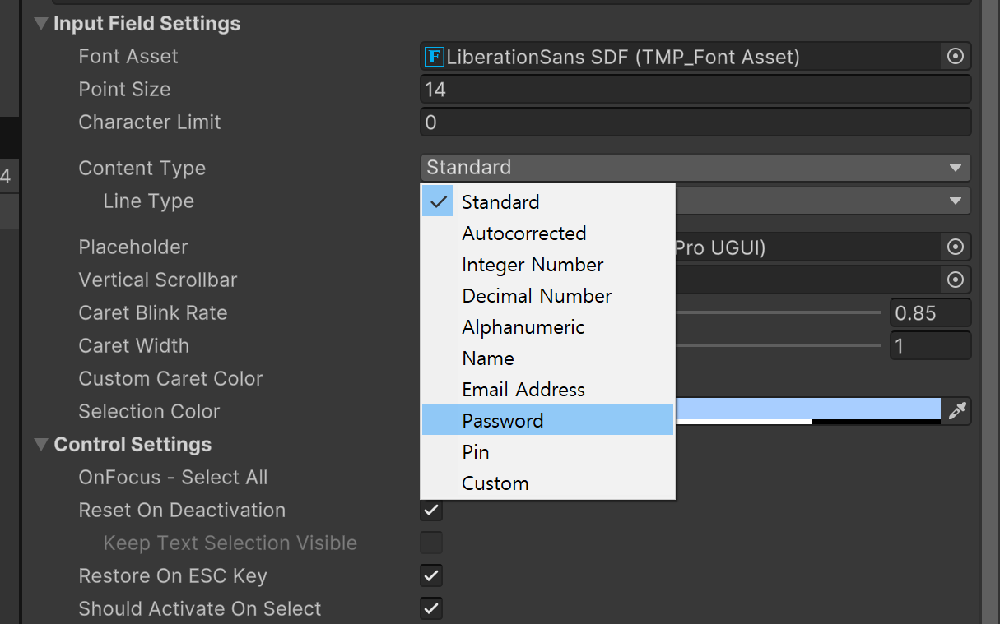 Input Field Settings
Font Asset
F LiberationSans SDF (TMP_Font Asset)
Point Size
14
Character Limit
0
4
Content Type
Standard
Line Type
Standard
Autocorrected
Integer Number
Decimal Number
Alphanumeric
Name
Email Address
Password
Pin
Custom
Placeholder
Pro UGUI)
Vertical Scrollbar
Caret Blink Rate
0.85
Caret Width
1
Custom Caret Color
Selection Color
Control Settings
OnFocus - Select All
Reset On Deactivation
Keep Text Selection Visible
Restore On ESC Key
Should Activate On Select